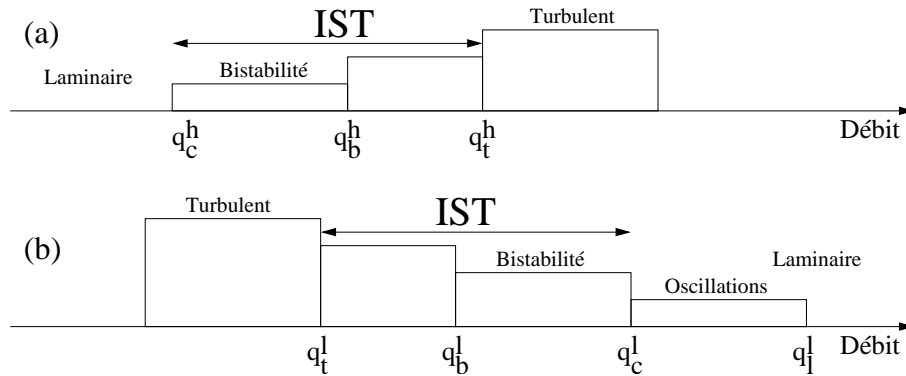 (a)
IST
Turbulent
Laminaire
Bistabilité
q_c^h
q_b^h
q_t^h
Débit
Turbulent
IST
(b)
Bistabilité
Laminaire
Oscillations
q_t^l
q_b^l
q_c^l
q_l^l
Débit